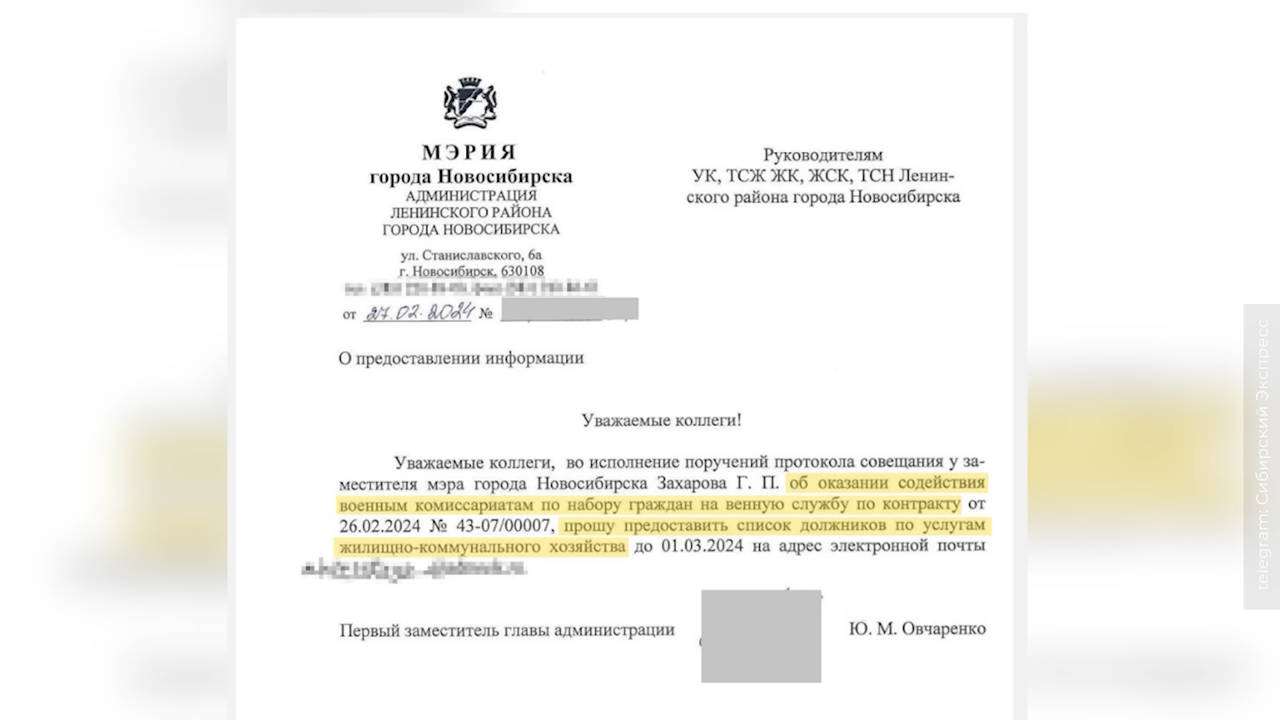 МЭРИЯ
города Новосибирска
АДМИНИСТРАЦИЯ
ЛЕНИНСКОГО РАЙОНА
ГОРОДА НОВОСИБИРСКА
ул. Станиславского, 6а
г. Новосибирск, 630108
от 27.02.2024 №
Руководителям
УК, ТСЖ ЖК, ЖСК, ТСН Ленин-
ского района города Новосибирска
О предоставлении информации
Уважаемые коллеги!
Уважаемые коллеги, во исполнение поручений протокола совещания у за-
местителя мэра города Новосибирска Захарова Г. П. об оказании содействия
военным комиссариатам по набору граждан на венную службу по контракту от
26.02.2024 № 43-07/00007, прошу предоставить список должников по услугам
жилищно-коммунального хозяйства до 01.03.2024 на адрес электронной почты
Первый заместитель главы администрации
Ю. М. Овчаренко
telegram: Сибирский Экспресс